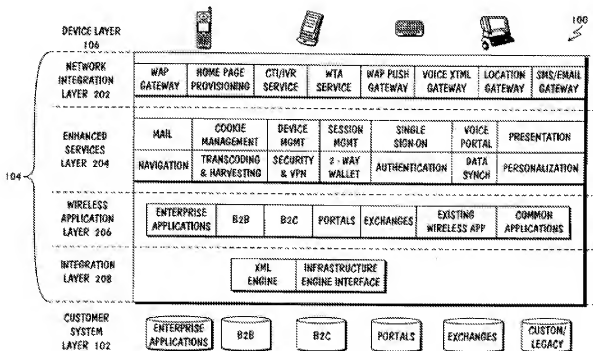 100
DEVICE LAYER
106
NETWORK
INTEGRATION
LAYER 202
WAP
GATEWAY
HOME PAGE
PROVISIONING
CTI/IVR
SERVICE
WTA
SERVICE
WAP PUSH
GATEWAY
VOICE XTML
GATEWAY
LOCATION
GATEWAY
SMS/EMAIL
GATEWAY
104
ENHANCED
SERVICES
LAYER 204
MAIL
COOKIE
MANAGEMENT
DEVICE
MGMT
SESSION
MGMT
SINGLE
SIGN-ON
VOICE
PORTAL
PRESENTATION
NAVIGATION
TRANSCODING
& HARVESTING
SECURITY
& VPN
2 - WAY
WALLET
AUTHENTICATION
DATA
SYNCH
PERSONALIZATION
WIRELESS
APPLICATION
LAYER 206
ENTERPRISE
APPLICATIONS
B2B
B2C
PORTALS
EXCHANGES
EXISTING
WIRELESS APP
COMMON
APPLICATIONS
INTEGRATION
LAYER 208
XML
ENGINE
INFRASTRUCTURE
ENGINE INTERFACE
CUSTOMER
SYSTEM
LAYER 102
ENTERPRISE
APPLICATIONS
B2B
B2C
PORTALS
EXCHANGES
CUSTOM/
LEGACY